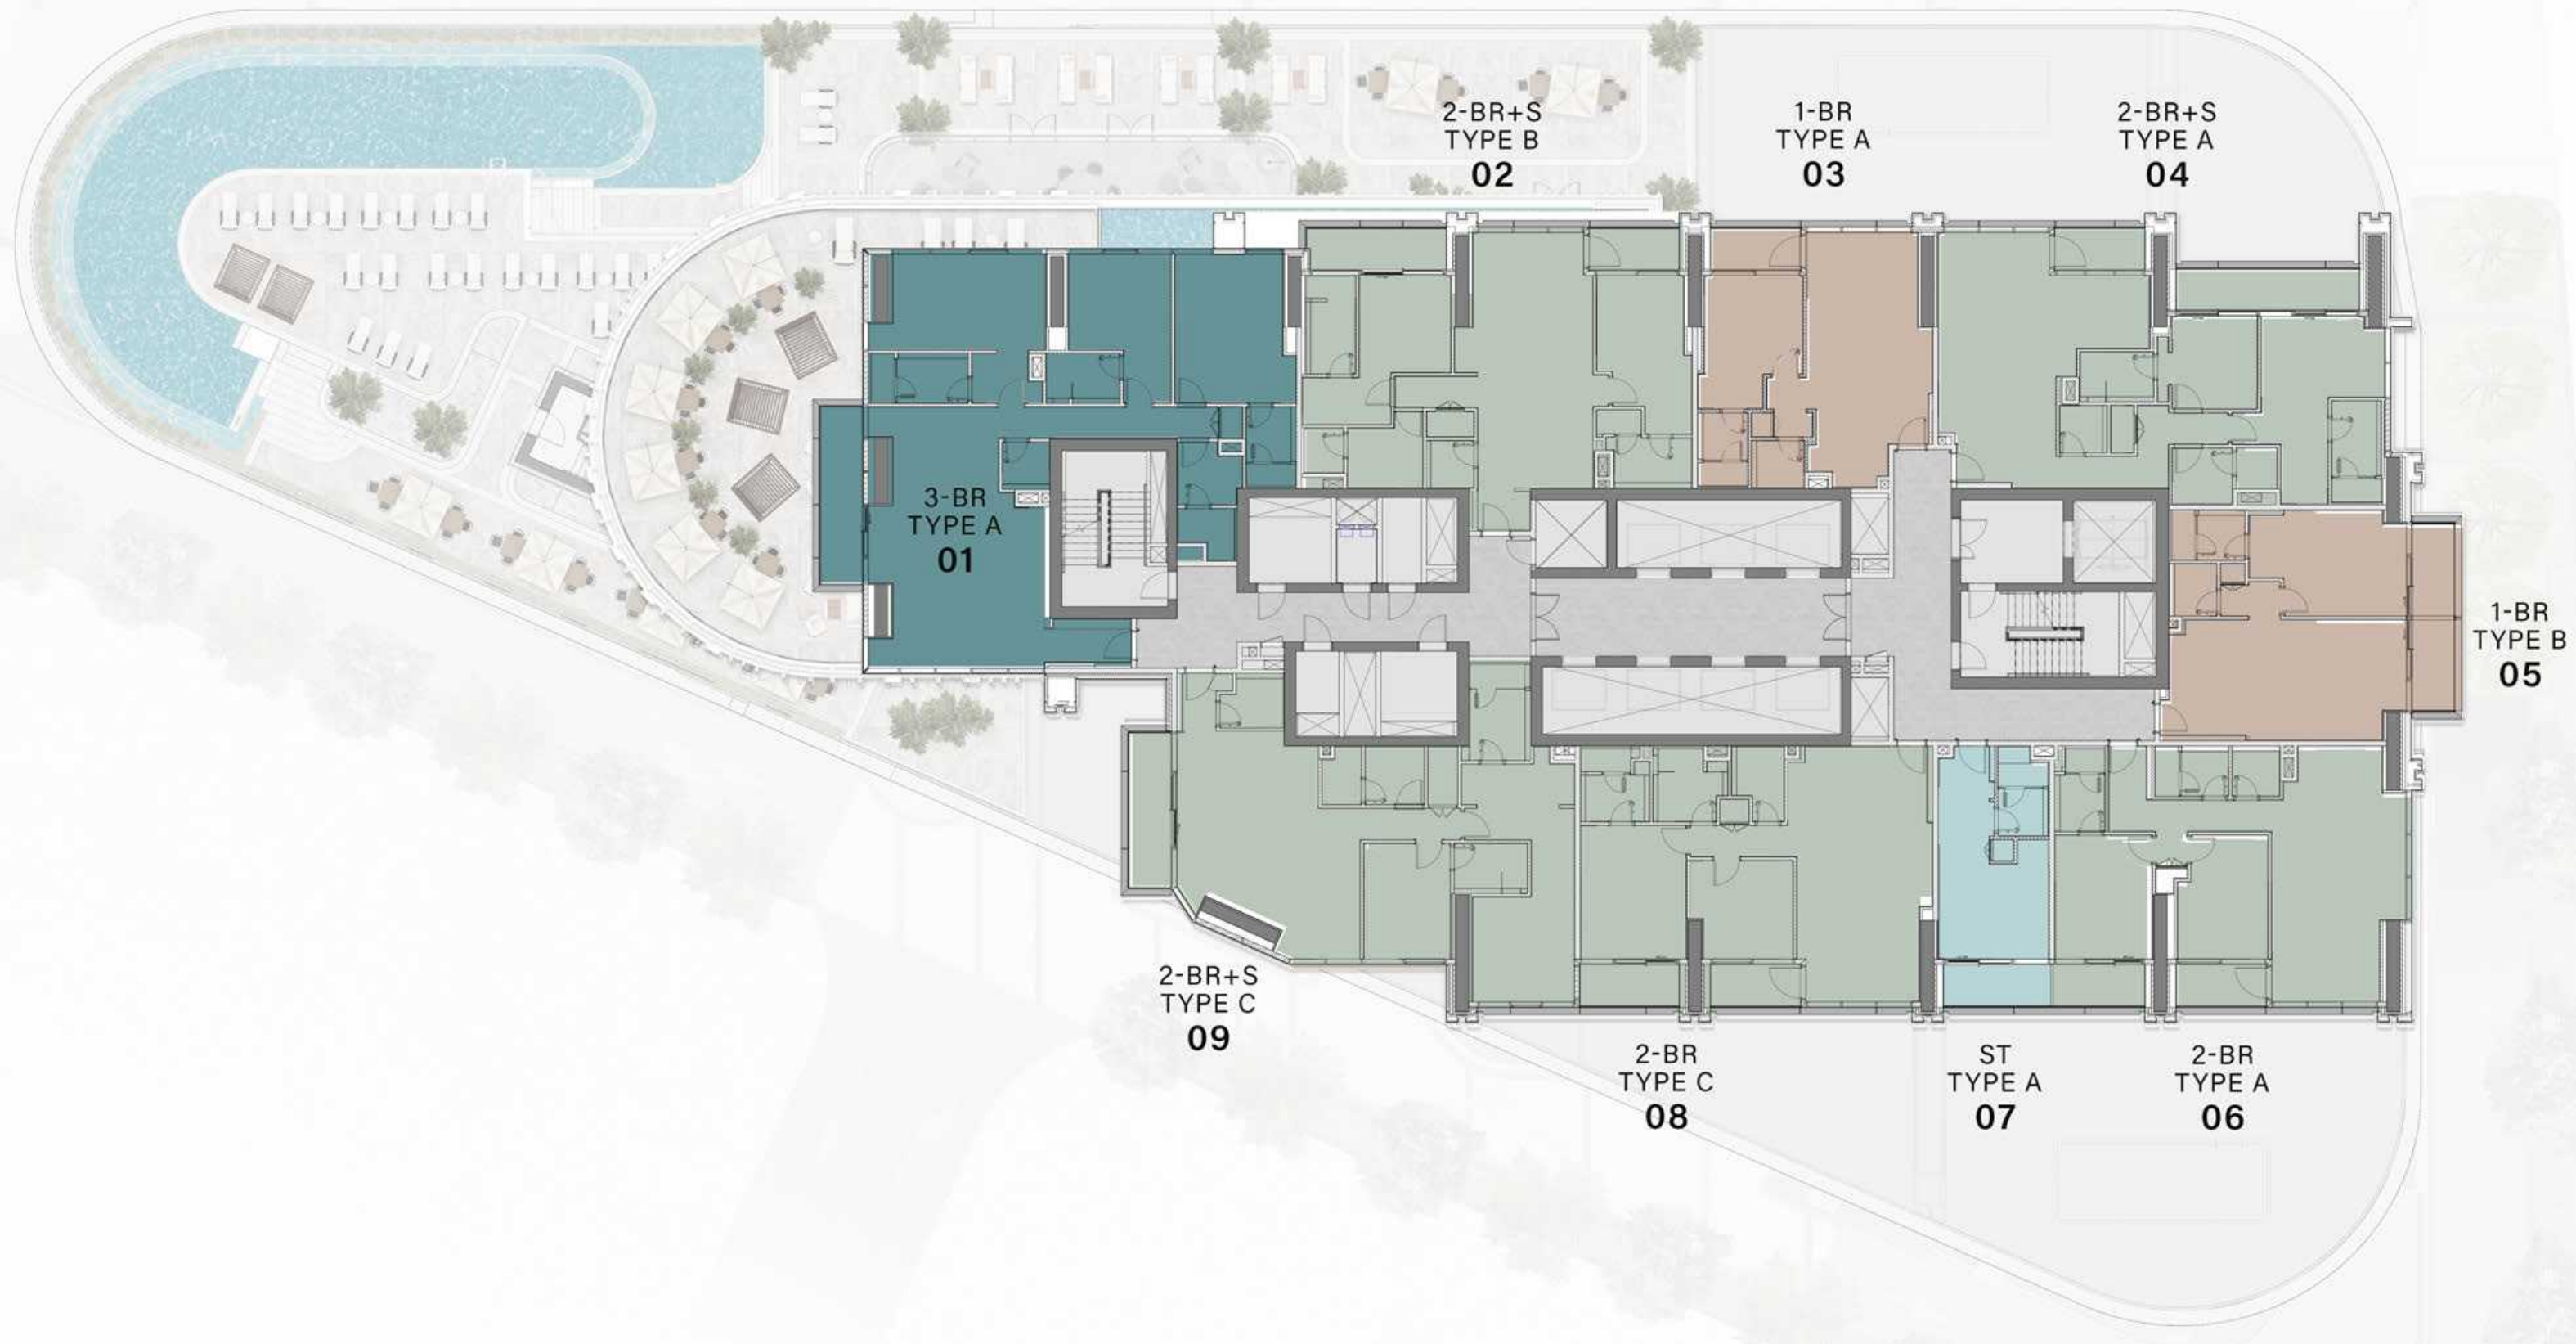 2-BR+S
TYPE B
02
1-BR
TYPE A
03
2-BR+S
TYPE A
04
3-BR
TYPE A
01
1-BR
TYPE B
05
2-BR+S
TYPE C
09
2-BR
TYPE C
08
ST
TYPE A
07
2-BR
TYPE A
06